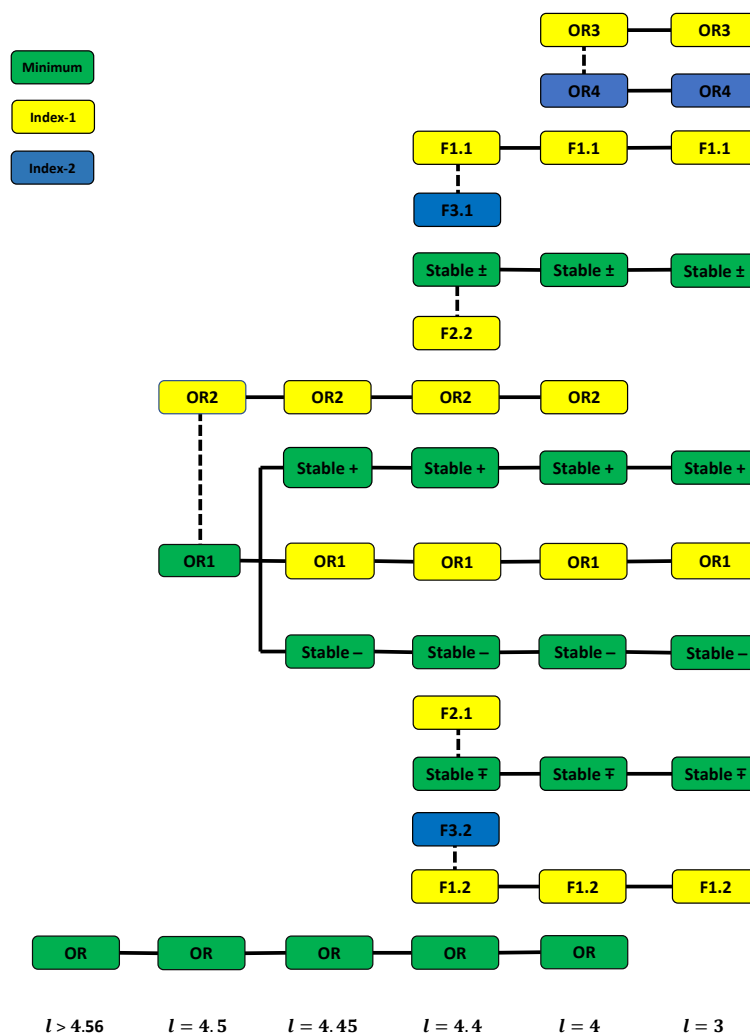 OR3 OR3
Minimum
OR4 OR4
Index-1
F1.1 F1.1 F1.1
Index-2
F3.1
Stable ± Stable ± Stable ±
F2.2
OR2 OR2 OR2 OR2
Stable + Stable + Stable + Stable +
OR1 OR1 OR1 OR1 OR1
Stable – Stable – Stable – Stable –
F2.1
Stable ∓ Stable ∓ Stable ∓
F3.2
F1.2 F1.2 F1.2
OR OR OR OR OR
l > 4.56 l = 4.5 l = 4.45 l = 4.4 l = 4 l = 3